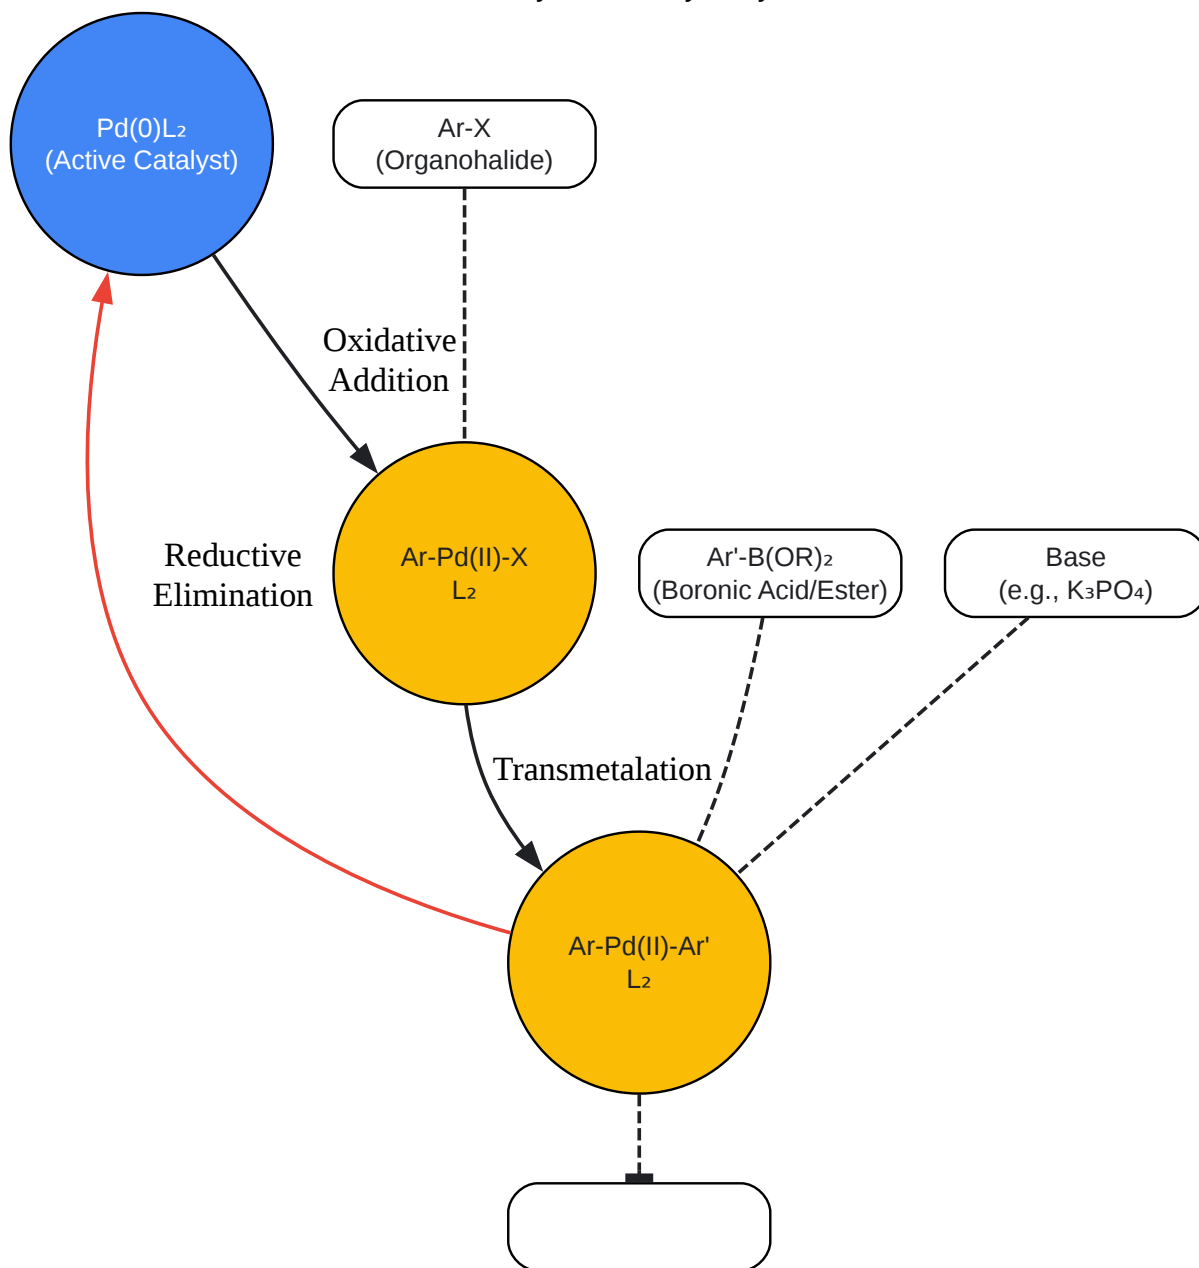 Pd(0)L₂
(Active Catalyst)
Ar-X
(Organohalide)
Oxidative
Addition
Reductive
Elimination
Ar-Pd(II)-X
L₂
Ar'-B(OR)₂
(Boronic Acid/Ester)
Base
(e.g., K₃PO₄)
Transmetalation
Ar-Pd(II)-Ar'
L₂